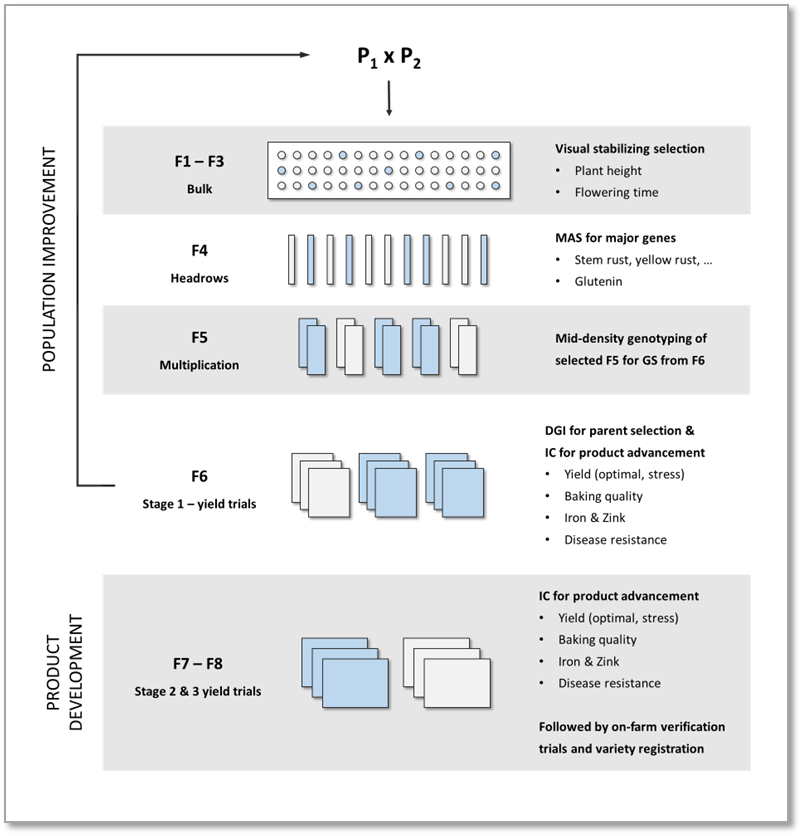 P1 x P2
POPULATION IMPROVEMENT
F1 – F3
Bulk
Visual stabilizing selection
• Plant height
• Flowering time
F4
Headrows
MAS for major genes
• Stem rust, yellow rust, ...
• Glutenin
F5
Multiplication
Mid-density genotyping of
selected F5 for GS from F6
F6
Stage 1 – yield trials
DGI for parent selection &
IC for product advancement
• Yield (optimal, stress)
• Baking quality
• Iron & Zink
• Disease resistance
PRODUCT
DEVELOPMENT
F7 – F8
Stage 2 & 3 yield trials
IC for product advancement
• Yield (optimal, stress)
• Baking quality
• Iron & Zink
• Disease resistance
Followed by on-farm verification
trials and variety registration